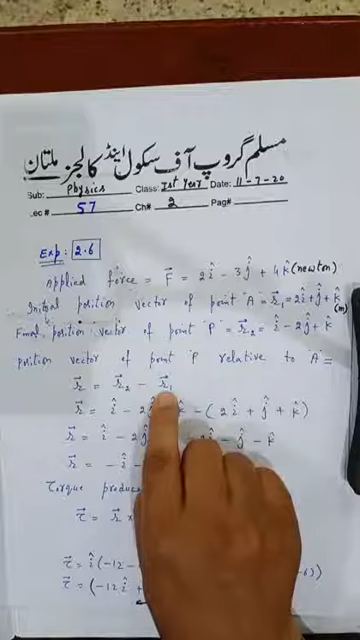 مسلم گروپ آف سکول اینڈ کالجز ملتان
Sub: Physics Class: Ist Year Date: 11-7-20
Lec # 57 Ch# 2 Pag#
Exp: 2.6
Applied force = F⃗ = 2î - 3ĵ + 4k̂ (newton)
Initial position vector of point A = r⃗₁ = 2î + ĵ + k̂ (m)
Final position vector of point P = r⃗₂ = î - 2ĵ + k̂
position vector of point P relative to A =
r⃗ = r⃗₂ - r⃗₁
r⃗ = î - 2ĵ k̂ - (2î + ĵ + k̂)
r⃗ = î - 2ĵ 2î - ĵ - k̂
r⃗ = - î -
Torque produce
τ⃗ = r⃗ ×
τ⃗ = î(-12 -
τ⃗ = (-12î +